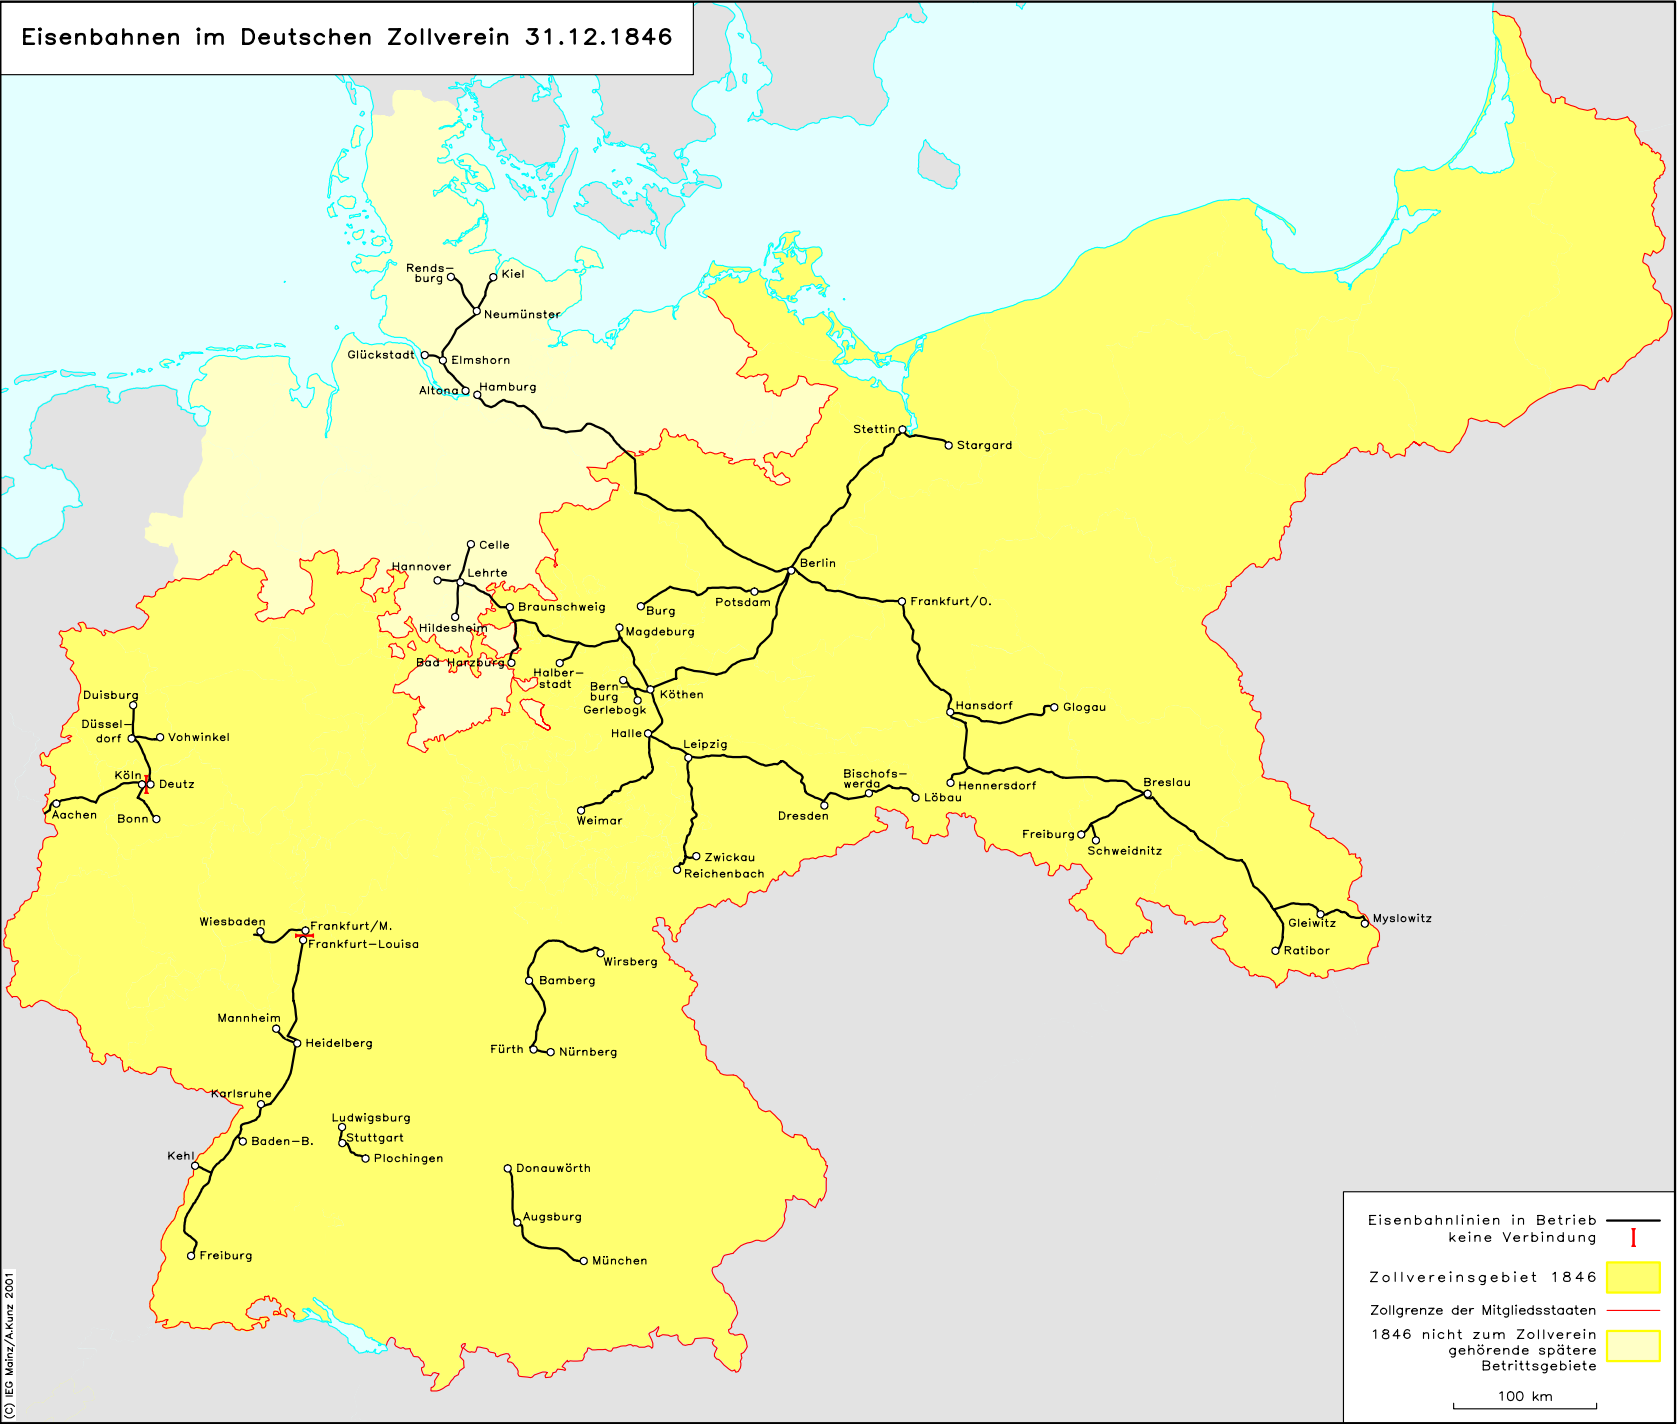 Eisenbahnen im Deutschen Zollverein 31.12.1846
Rends-
burg
Kiel
Neumünster
Glückstadt
Elmshorn
Altona
Hamburg
Stettin
Stargard
Celle
Hannover
Lehrte
Berlin
Braunschweig
Burg
Potsdam
Frankfurt/O.
Hildesheim
Magdeburg
Bad Harzburg
Halber-
stadt
Bern-
burg
Köthen
Gerlebogk
Duisburg
Hansdorf
Glogau
Düssel-
dorf
Vohwinkel
Halle
Leipzig
Köln
Deutz
Bischofs-
werda
Löbau
Hennersdorf
Breslau
Aachen
Bonn
Weimar
Dresden
Freiburg
Schweidnitz
Zwickau
Reichenbach
Wiesbaden
Frankfurt/M.
Frankfurt-Louisa
Gleiwitz
Myslowitz
Ratibor
Wirsberg
Bamberg
Mannheim
Heidelberg
Fürth
Nürnberg
Karlsruhe
Ludwigsburg
Stuttgart
Baden-B.
Plochingen
Kehl
Donauwörth
Augsburg
Freiburg
München
Eisenbahnlinien in Betrieb
keine Verbindung
Zollvereinsgebiet 1846
Zollgrenze der Mitgliedsstaaten
1846 nicht zum Zollverein
gehörende spätere
Betrittsgebiete
100 km
(C) IEG Mainz/A.Kunz 2001